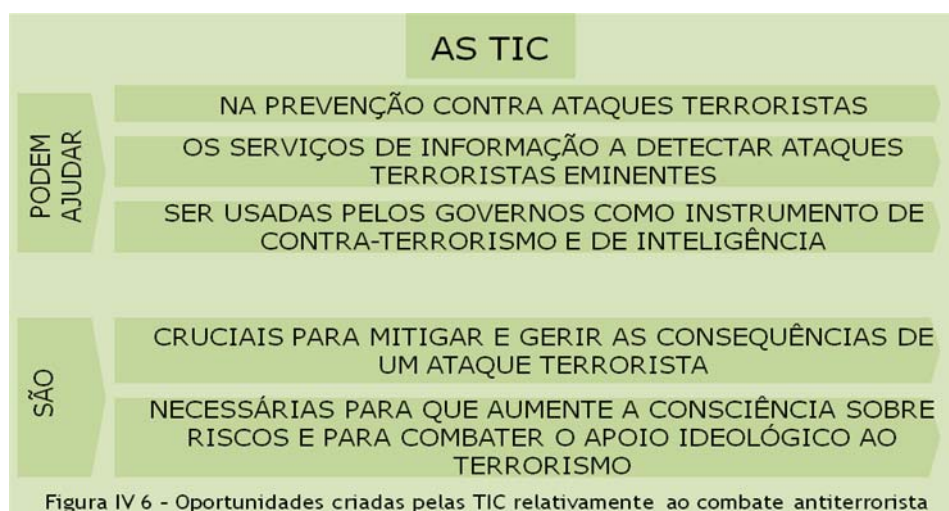 AS TIC
PODEM
AJUDAR
NA PREVENÇÃO CONTRA ATAQUES TERRORISTAS
OS SERVIÇOS DE INFORMAÇÃO A DETECTAR ATAQUES
TERRORISTAS EMINENTES
SER USADAS PELOS GOVERNOS COMO INSTRUMENTO DE
CONTRA-TERRORISMO E DE INTELIGÊNCIA
SÃO
CRUCIAIS PARA MITIGAR E GERIR AS CONSEQUÊNCIAS DE
UM ATAQUE TERRORISTA
NECESSÁRIAS PARA QUE AUMENTE A CONSCIÊNCIA SOBRE
RISCOS E PARA COMBATER O APOIO IDEOLÓGICO AO
TERRORISMO
Figura IV 6 - Oportunidades criadas pelas TIC relativamente ao combate antiterrorista